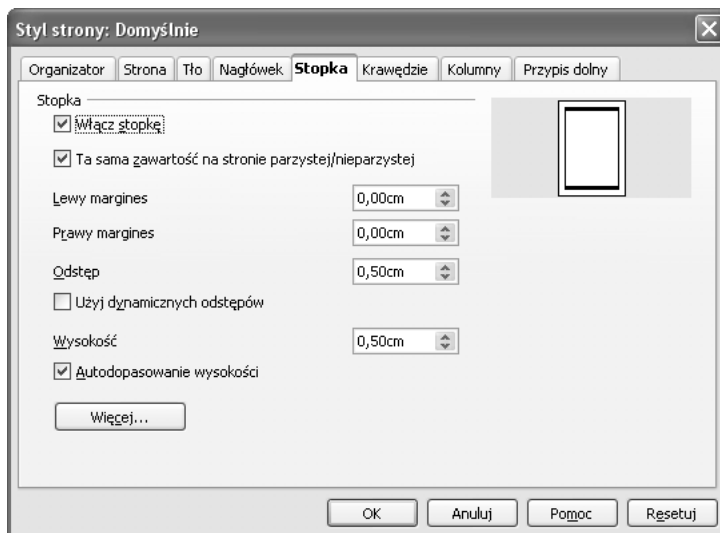 Styl strony: Domyślnie
Organizator Strona Tło Nagłówek Stopka Krawędzie Kolumny Przypis dolny
Stopka
Włącz stopkę
Ta sama zawartość na stronie parzystej/nieparzystej
Lewy margines 0,00cm
Prawy margines 0,00cm
Odstęp 0,50cm
Użyj dynamicznych odstępów
Wysokość 0,50cm
Autodopasowanie wysokości
Więcej...
OK Anuluj Pomoc Resetuj